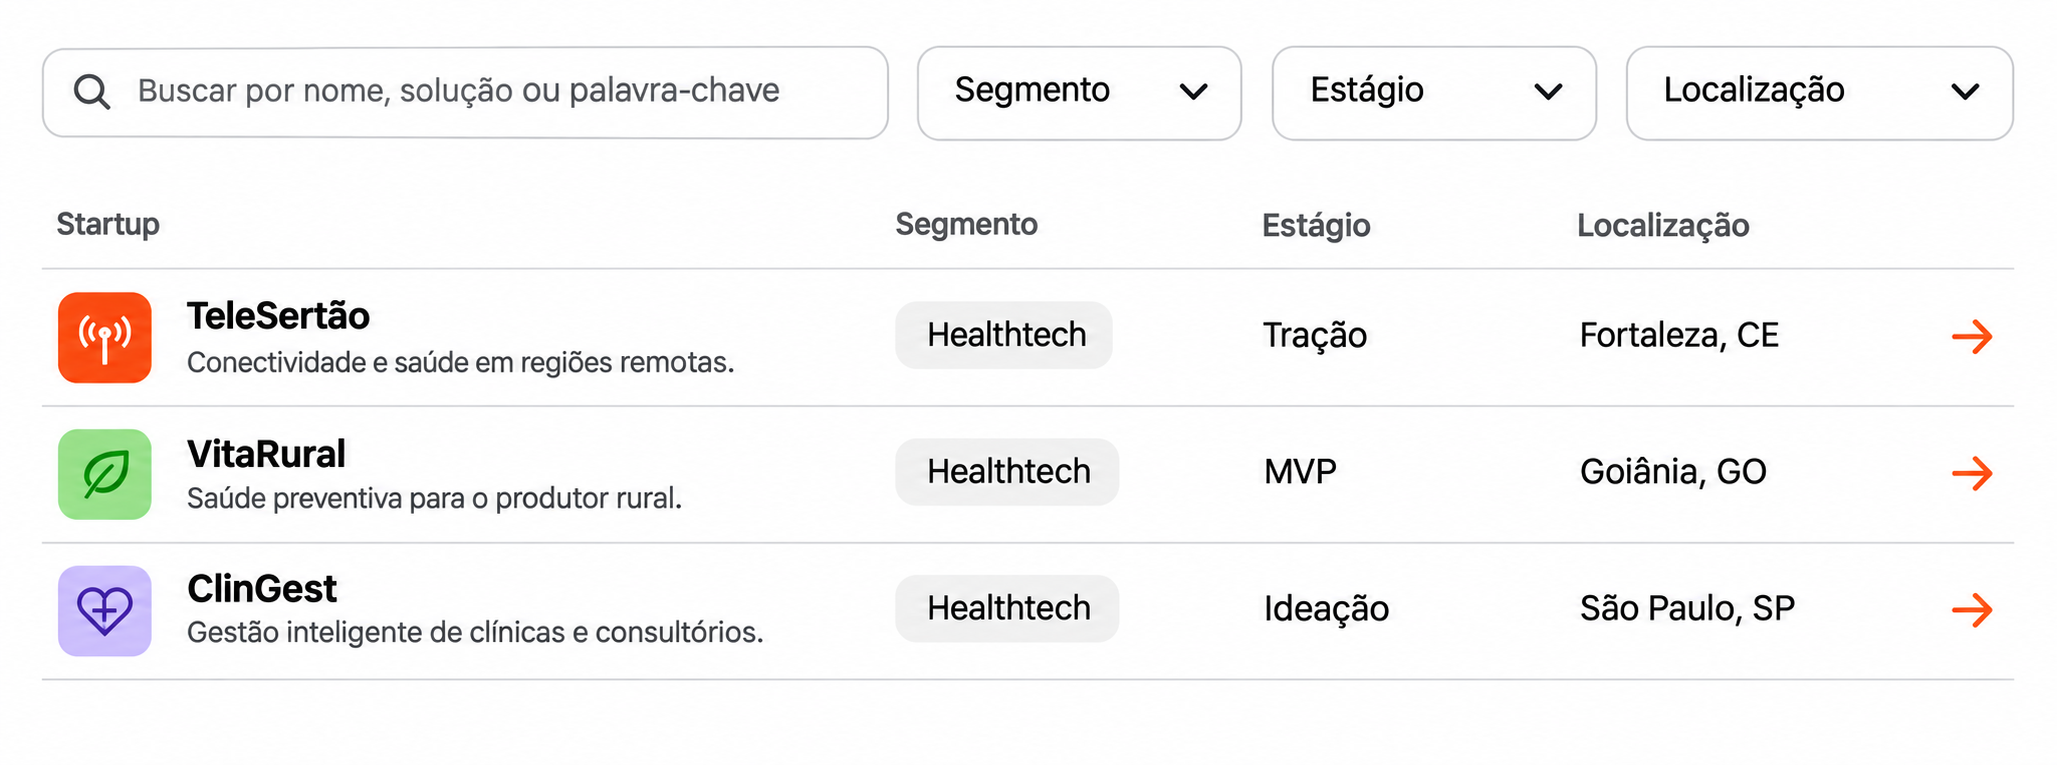 Buscar por nome, solução ou palavra-chave
Segmento
Estágio
Localização
Startup
Segmento
Estágio
Localização
TeleSertão
Conectividade e saúde em regiões remotas.
Healthtech
Tração
Fortaleza, CE
VitaRural
Saúde preventiva para o produtor rural.
Healthtech
MVP
Goiânia, GO
ClinGest
Gestão inteligente de clínicas e consultórios.
Healthtech
Ideação
São Paulo, SP